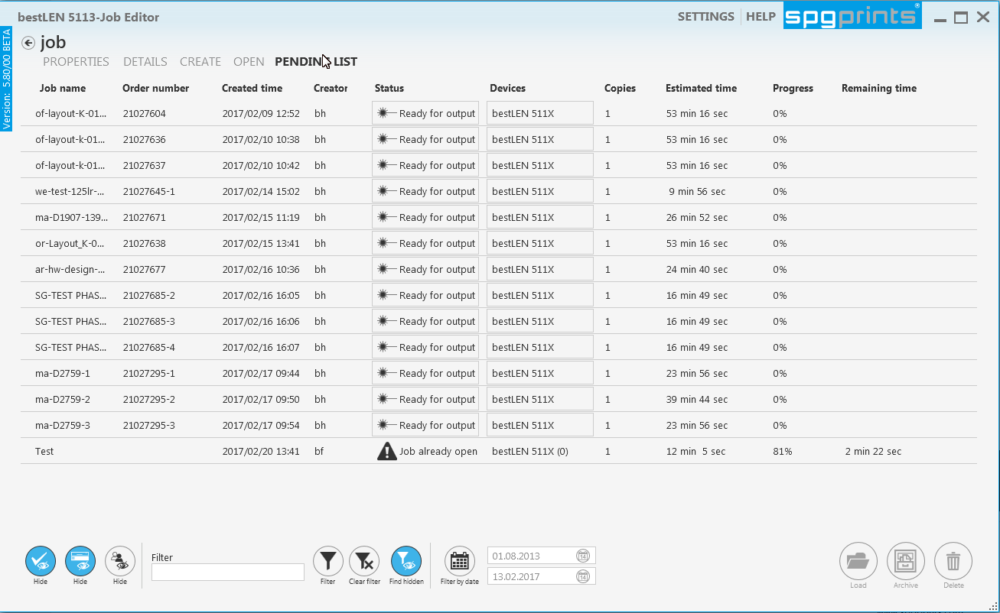 bestLEN 5113-Job Editor
SETTINGS HELP
spgprints®
Version: 5.80/00 BETA
job
PROPERTIES DETAILS CREATE OPEN PENDING LIST
Job name Order number Created time Creator Status Devices Copies Estimated time Progress Remaining time
of-layout-K-01... 21027604 2017/02/09 12:52 bh Ready for output bestLEN 511X 1 53 min 16 sec 0%
of-layout-k-01... 21027636 2017/02/10 10:38 bh Ready for output bestLEN 511X 1 53 min 16 sec 0%
of-layout-k-01... 21027637 2017/02/10 10:42 bh Ready for output bestLEN 511X 1 53 min 16 sec 0%
we-test-125lr-... 21027645-1 2017/02/14 15:02 bh Ready for output bestLEN 511X 1 9 min 56 sec 0%
ma-D1907-139... 21027671 2017/02/15 11:19 bh Ready for output bestLEN 511X 1 26 min 52 sec 0%
or-Layout_K-0... 21027638 2017/02/15 13:41 bh Ready for output bestLEN 511X 1 53 min 16 sec 0%
ar-hw-design-... 21027677 2017/02/16 10:36 bh Ready for output bestLEN 511X 1 24 min 40 sec 0%
SG-TEST PHAS... 21027685-2 2017/02/16 16:05 bh Ready for output bestLEN 511X 1 16 min 49 sec 0%
SG-TEST PHAS... 21027685-3 2017/02/16 16:06 bh Ready for output bestLEN 511X 1 16 min 49 sec 0%
SG-TEST PHAS... 21027685-4 2017/02/16 16:07 bh Ready for output bestLEN 511X 1 16 min 49 sec 0%
ma-D2759-1 21027295-1 2017/02/17 09:44 bh Ready for output bestLEN 511X 1 23 min 56 sec 0%
ma-D2759-2 21027295-2 2017/02/17 09:50 bh Ready for output bestLEN 511X 1 39 min 44 sec 0%
ma-D2759-3 21027295-3 2017/02/17 09:54 bh Ready for output bestLEN 511X 1 23 min 56 sec 0%
Test 2017/02/20 13:41 bf Job already open bestLEN 511X (0) 1 12 min 5 sec 81% 2 min 22 sec
Filter
01.08.2013 14
13.02.2017 14
Hide Hide Hide Filter Clear filter Find hidden Filter by date Load Archive Delete